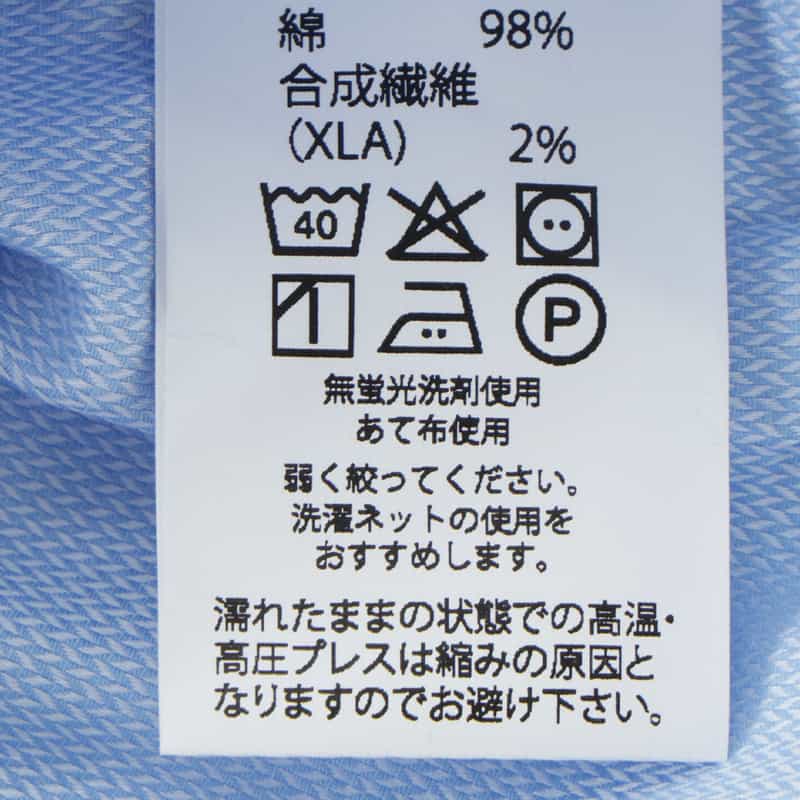 綿 98%
合成繊維
(XLA) 2%
40
P
無蛍光洗剤使用
あて布使用
弱く絞ってください。
洗濯ネットの使用を
おすすめします。
濡れたままの状態での高温・
高圧プレスは縮みの原因と
なりますのでお避け下さい。